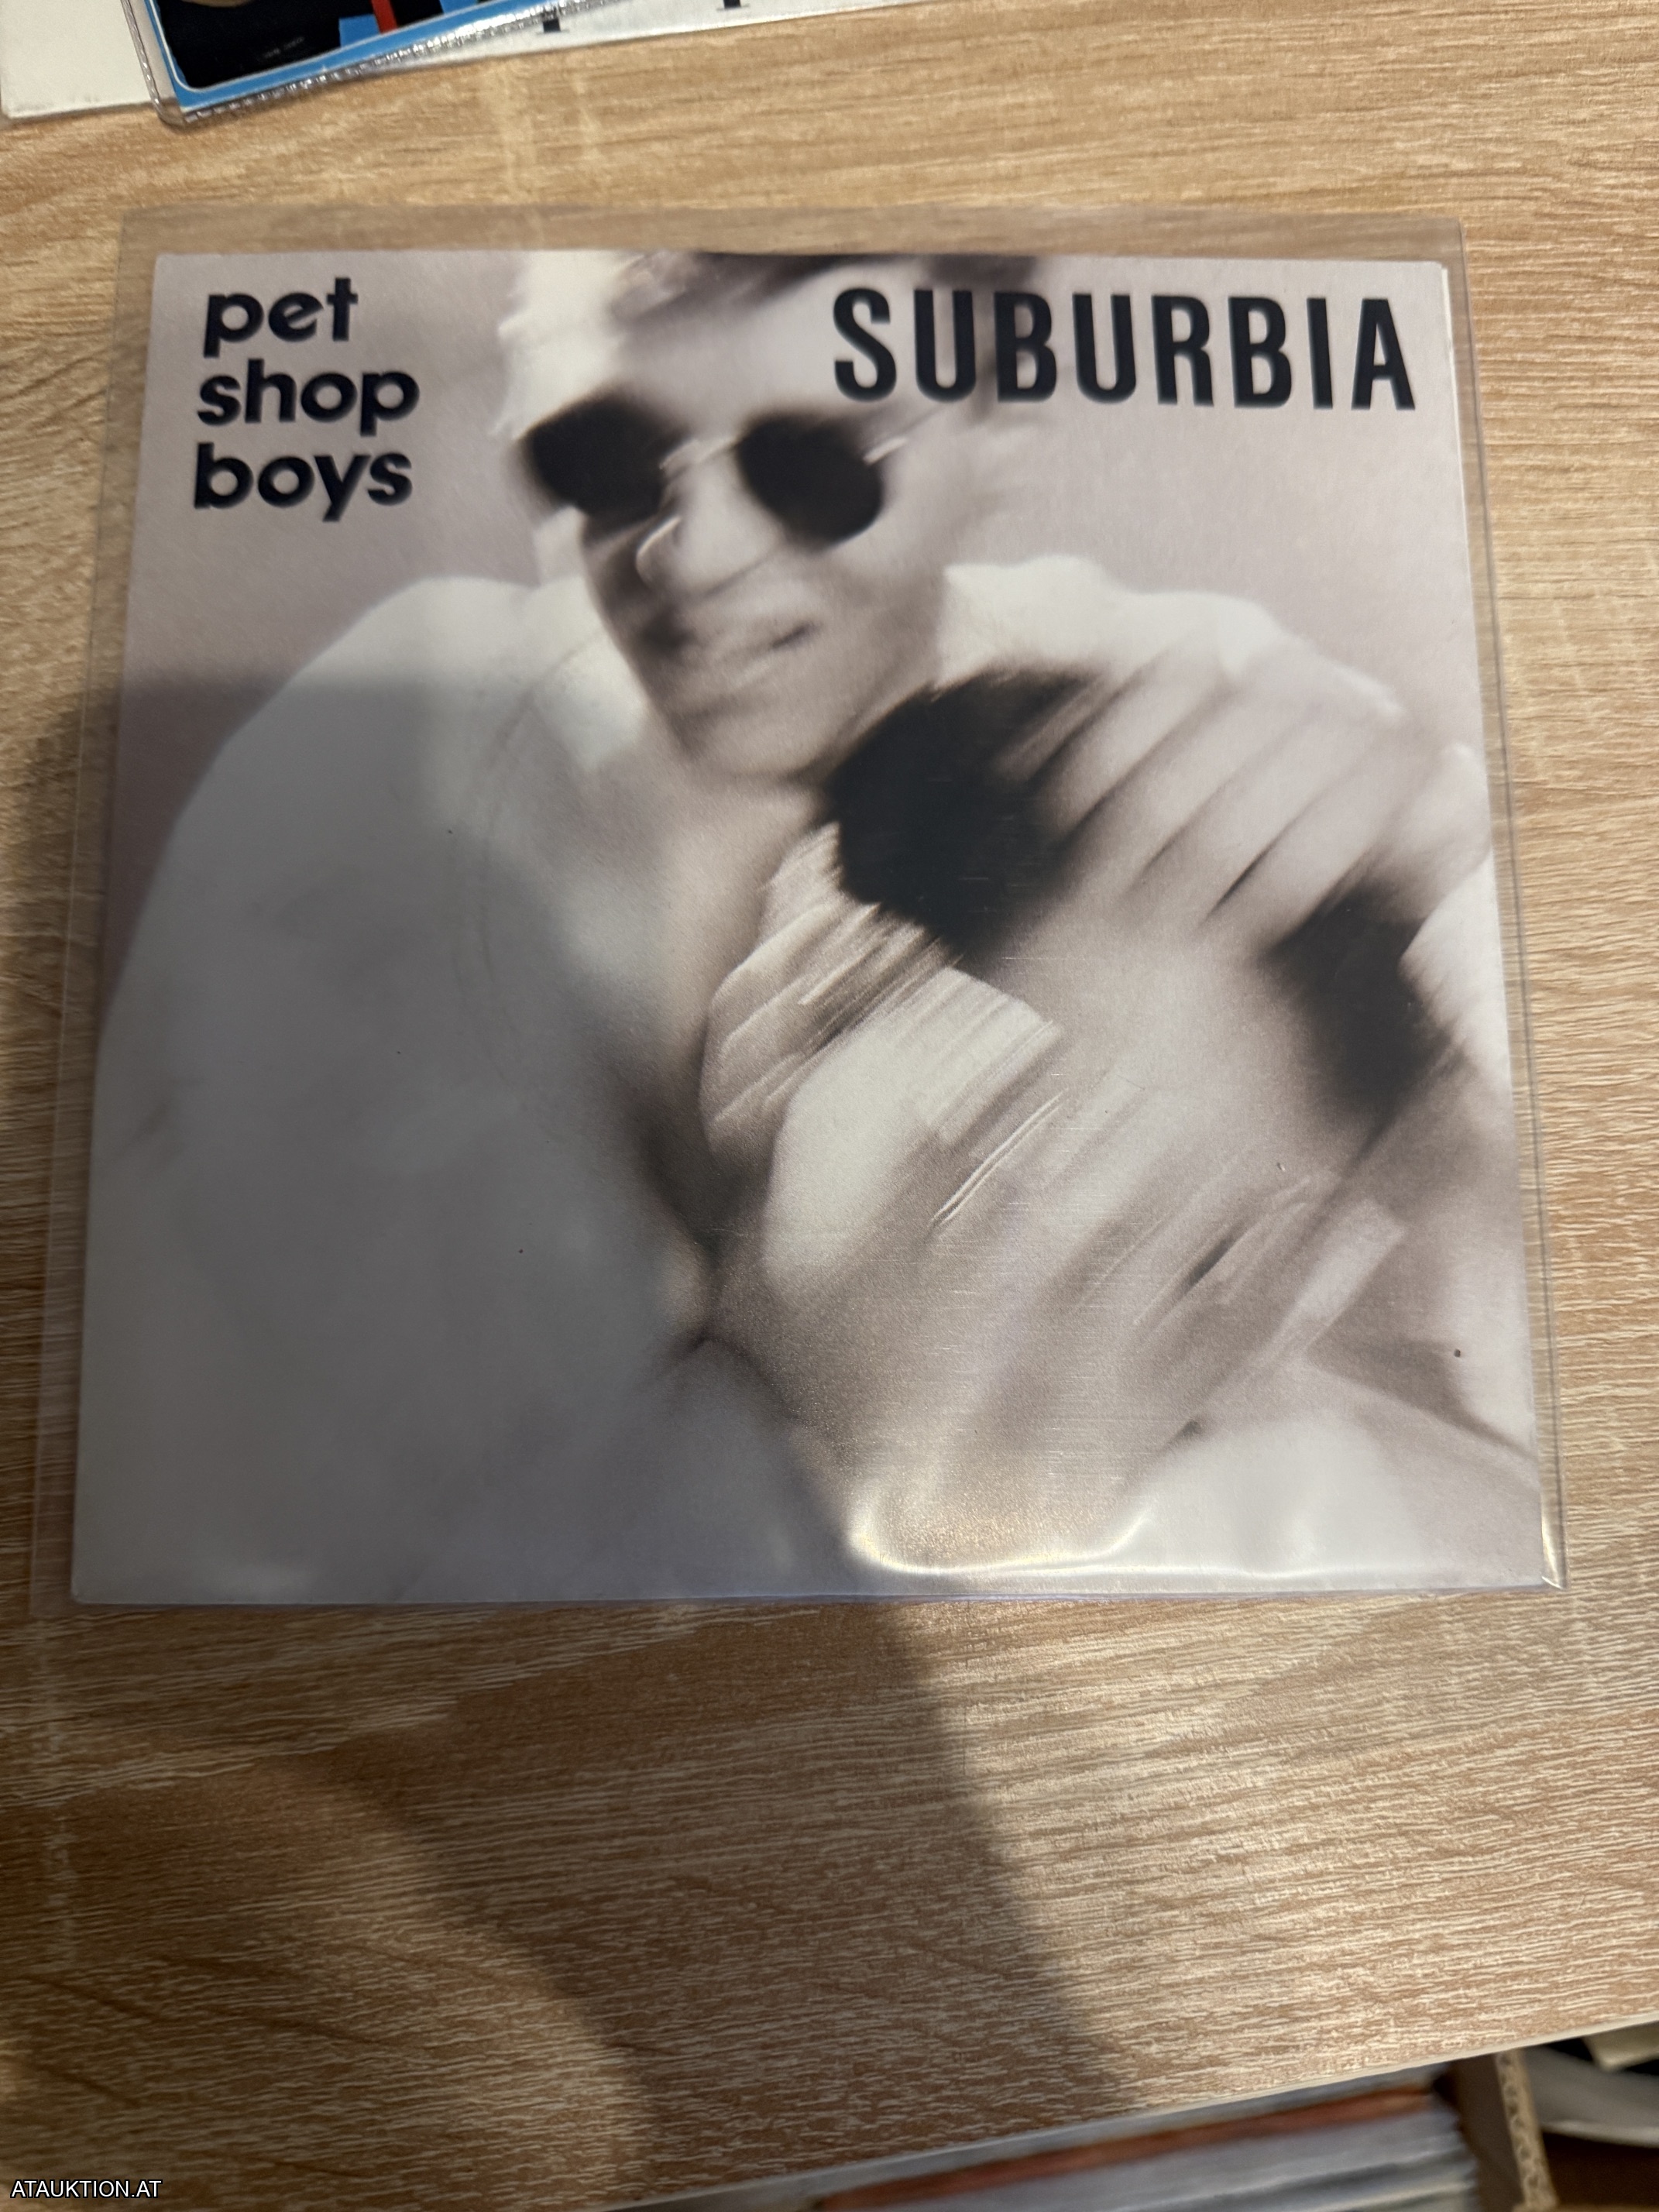 pet
shop
boys
SUBURBIA
ATAUKTION.AT